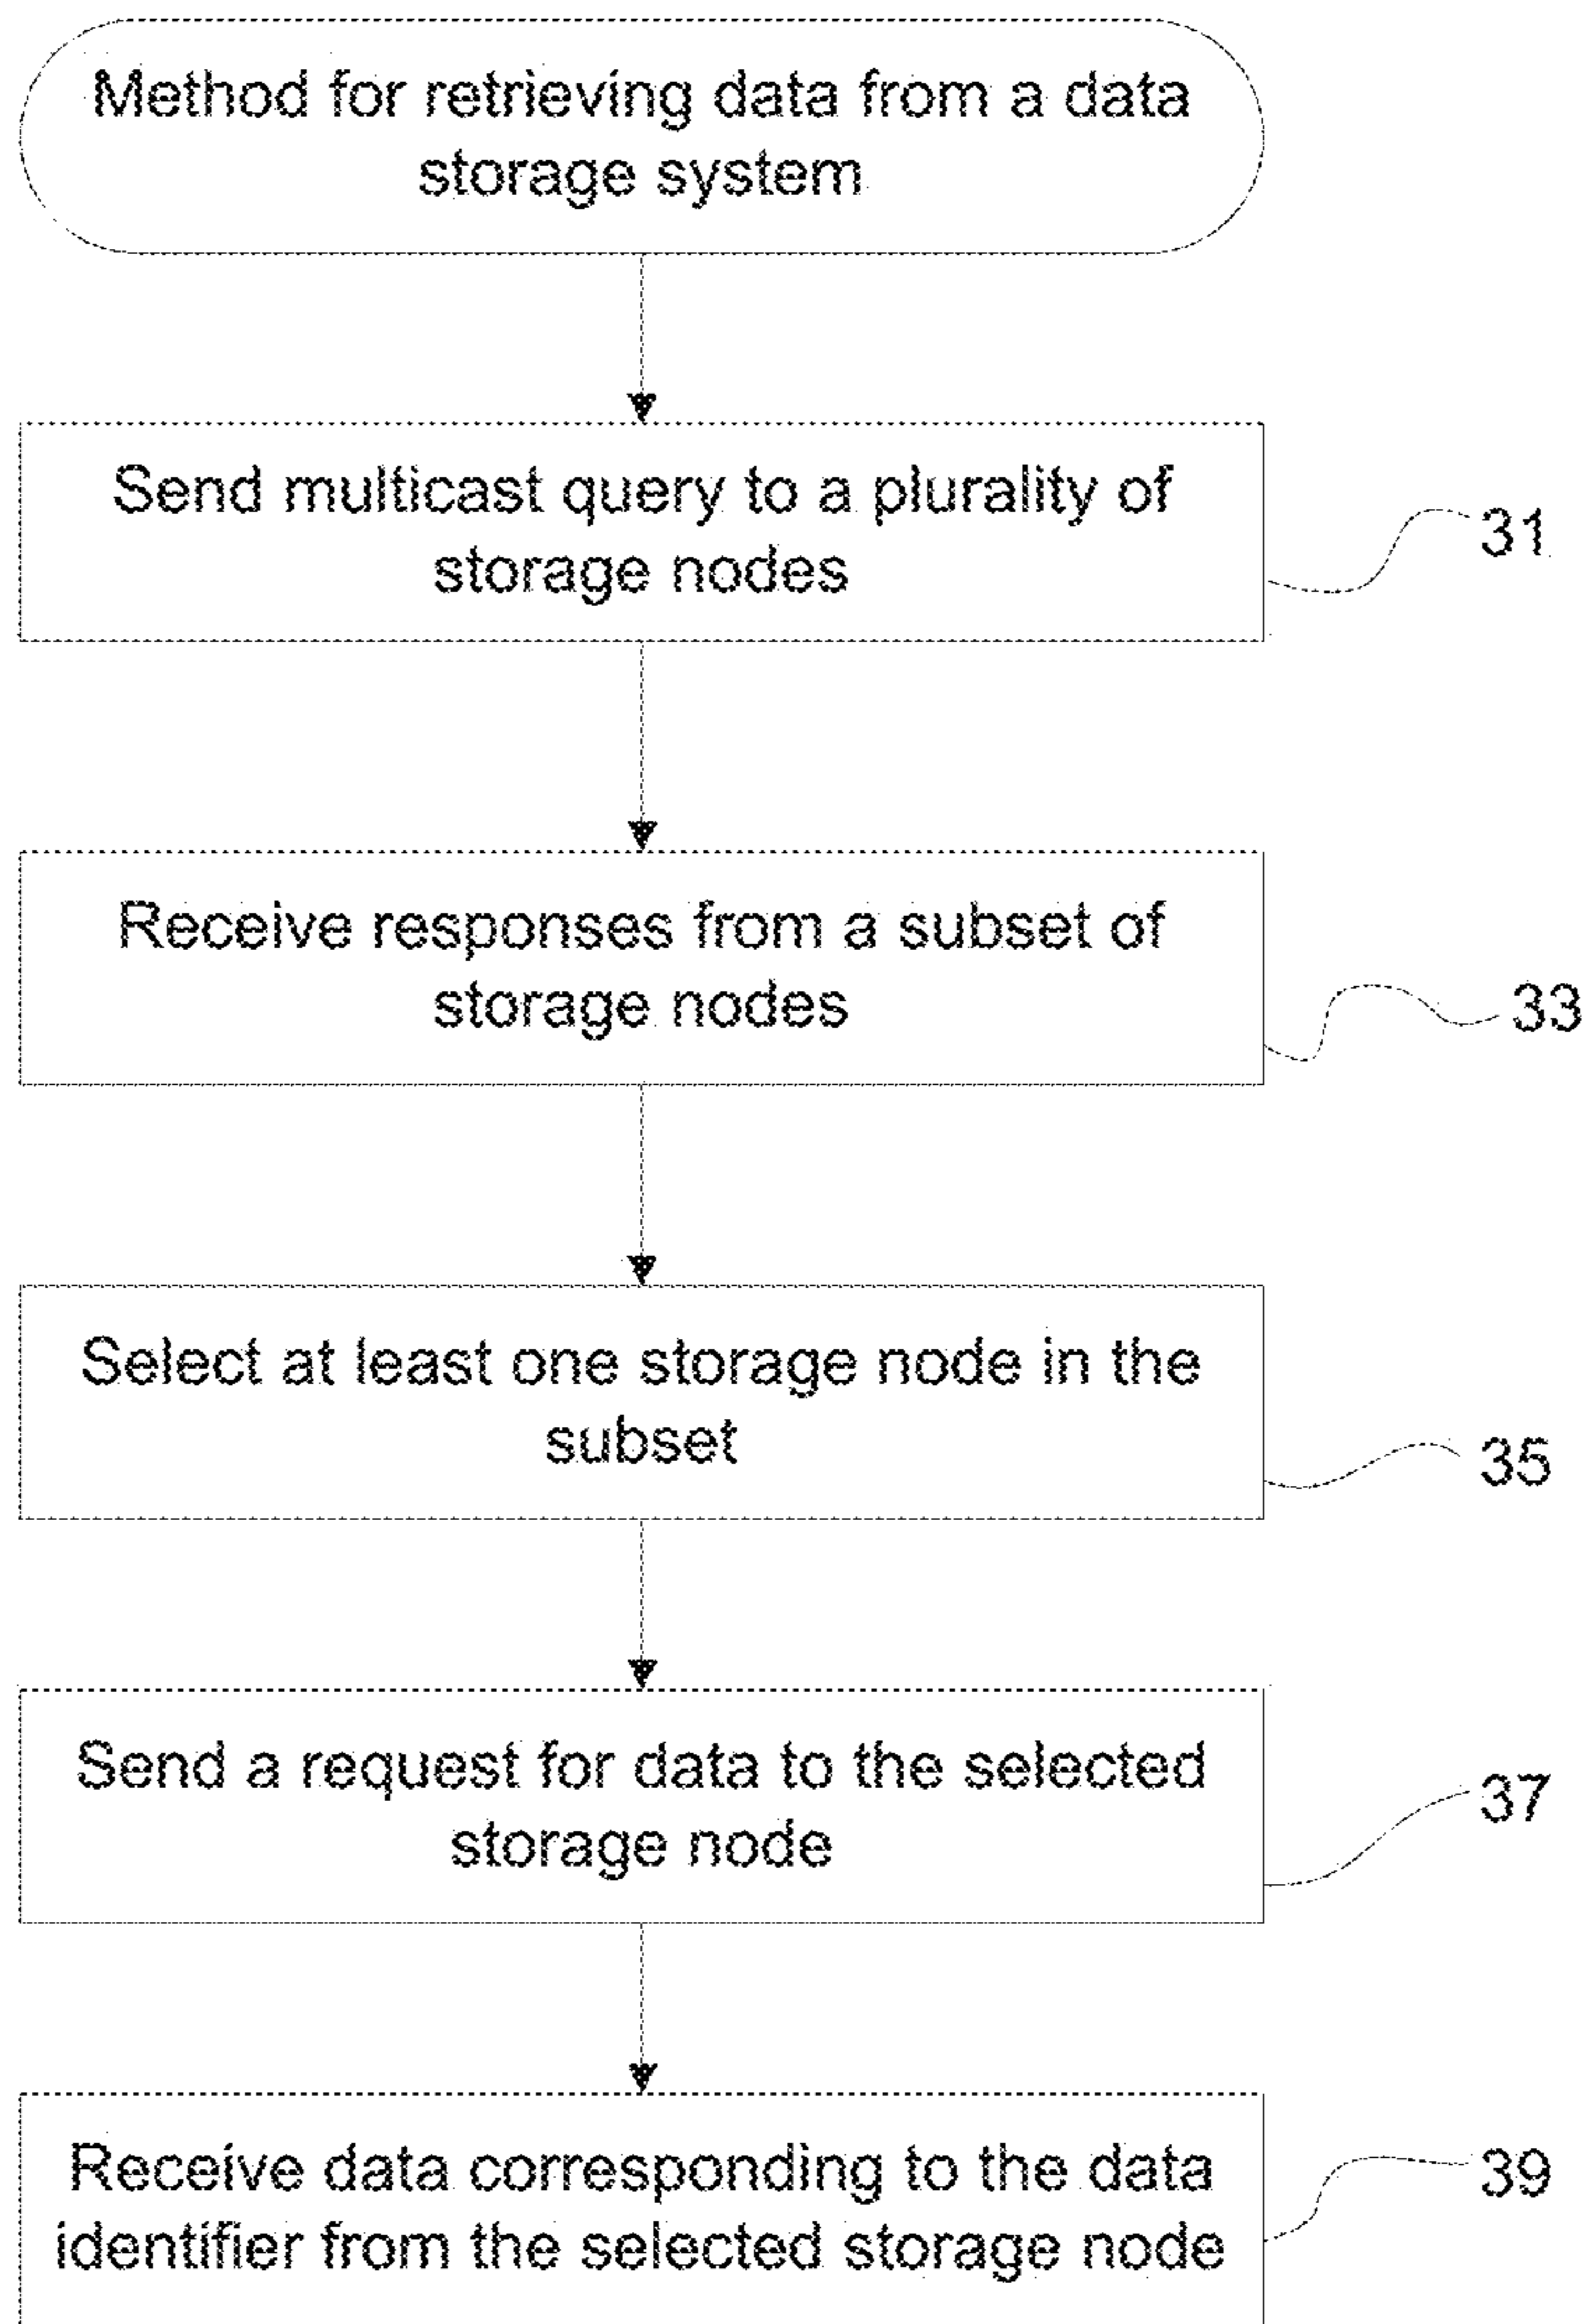 Method for retrieving data from a data
storage system
Send multicast query to a plurality of
storage nodes
31
Receive responses from a subset of
storage nodes
33
Select at least one storage node in the
subset
35
Send a request for data to the selected
storage node
37
Receive data corresponding to the data
identifier from the selected storage node
39